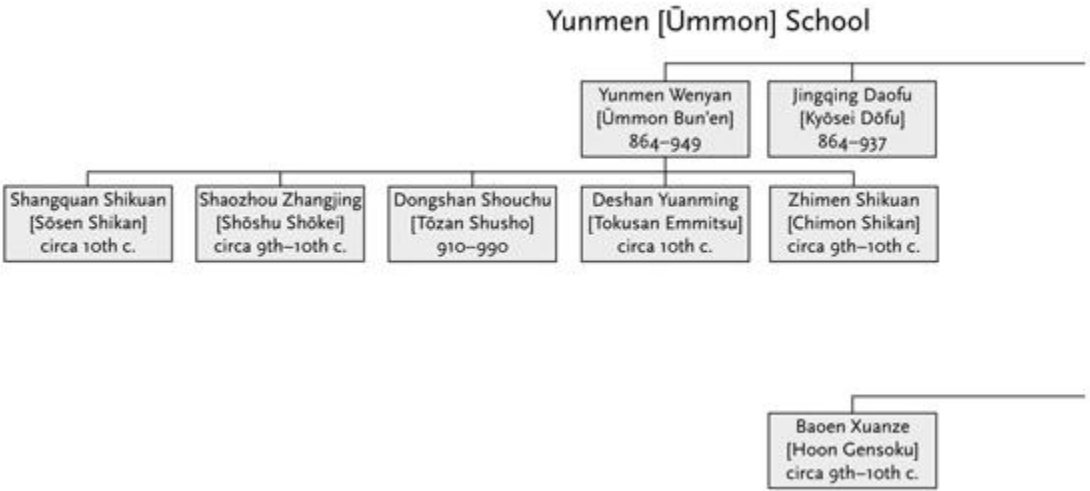 Yunmen [Ūmmon] School
Yunmen Wenyan
[Ūmmon Bun'en]
864–949
Jingqing Daofu
[Kyōsei Dōfu]
864–937
Shangquan Shikuan
[Sōsen Shikan]
circa 10th c.
Shaozhou Zhangjing
[Shōshu Shōkei]
circa 9th–10th c.
Dongshan Shouchu
[Tōzan Shusho]
910–990
Deshan Yuanming
[Tokusan Emmitsu]
circa 10th c.
Zhimen Shikuan
[Chimon Shikan]
circa 9th–10th c.
Baoen Xuanze
[Hoon Gensoku]
circa 9th–10th c.